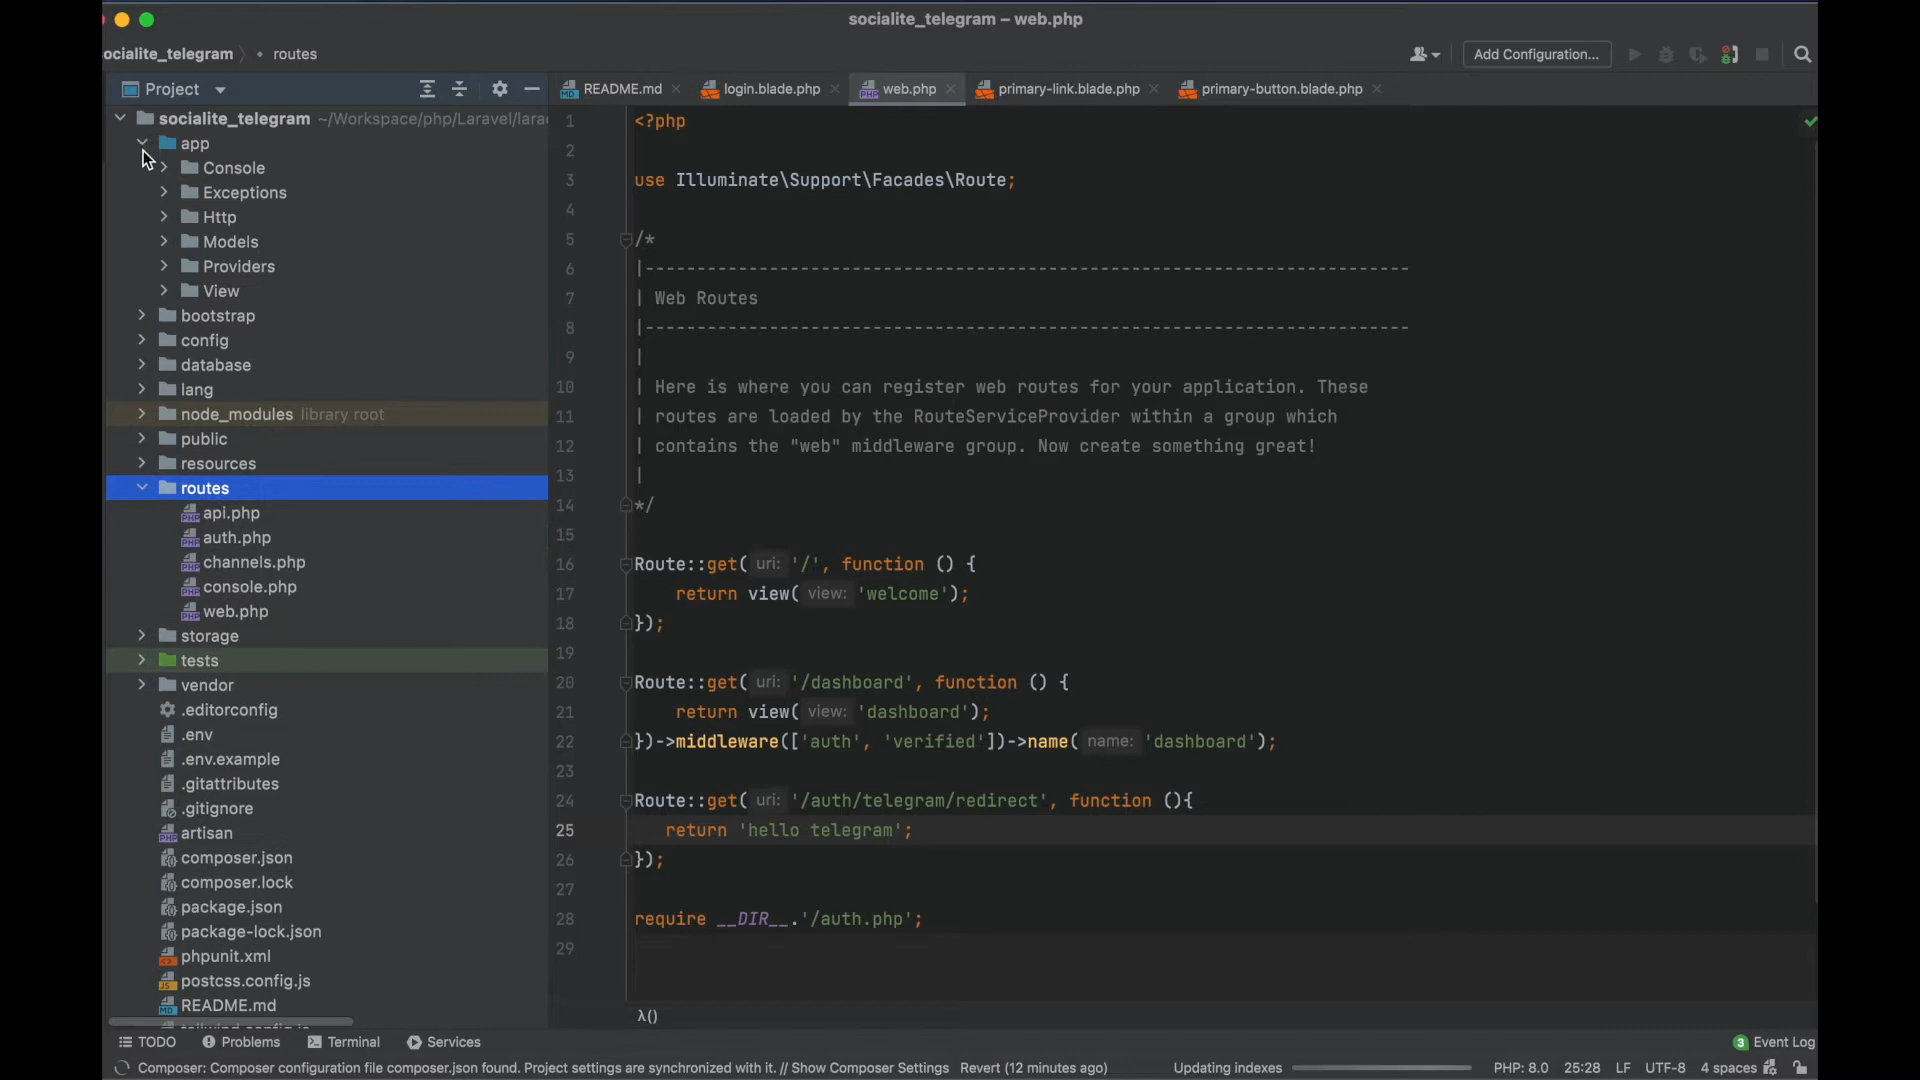 socialite_telegram – web.php
ocialite_telegram 〉 routes
Add Configuration...
Project
README.md
login.blade.php
web.php
primary-link.blade.php
primary-button.blade.php
socialite_telegram ~/Workspace/php/Laravel/lara
app
Console
Exceptions
Http
Models
Providers
View
bootstrap
config
database
lang
node_modules library root
public
resources
routes
api.php
auth.php
channels.php
console.php
web.php
storage
tests
vendor
.editorconfig
.env
.env.example
.gitattributes
.gitignore
artisan
composer.json
composer.lock
package.json
package-lock.json
phpunit.xml
postcss.config.js
README.md
1 <?php
2
3 use Illuminate\Support\Facades\Route;
4
5 /*
6 |--------------------------------------------------------------------------
7 | Web Routes
8 |--------------------------------------------------------------------------
9 |
10 | Here is where you can register web routes for your application. These
11 | routes are loaded by the RouteServiceProvider within a group which
12 | contains the "web" middleware group. Now create something great!
13 |
14 */
15
16 Route::get( uri: '/', function () {
17 return view( view: 'welcome');
18 });
19
20 Route::get( uri: '/dashboard', function () {
21 return view( view: 'dashboard');
22 })->middleware(['auth', 'verified'])->name( name: 'dashboard');
23
24 Route::get( uri: '/auth/telegram/redirect', function (){
25 return 'hello telegram';
26 });
27
28 require __DIR__.'/auth.php';
29
λ()
TODO
Problems
Terminal
Services
3 Event Log
Composer: Composer configuration file composer.json found. Project settings are synchronized with it. // Show Composer Settings Revert (12 minutes ago)
Updating indexes
PHP: 8.0
25:28
LF
UTF-8
4 spaces